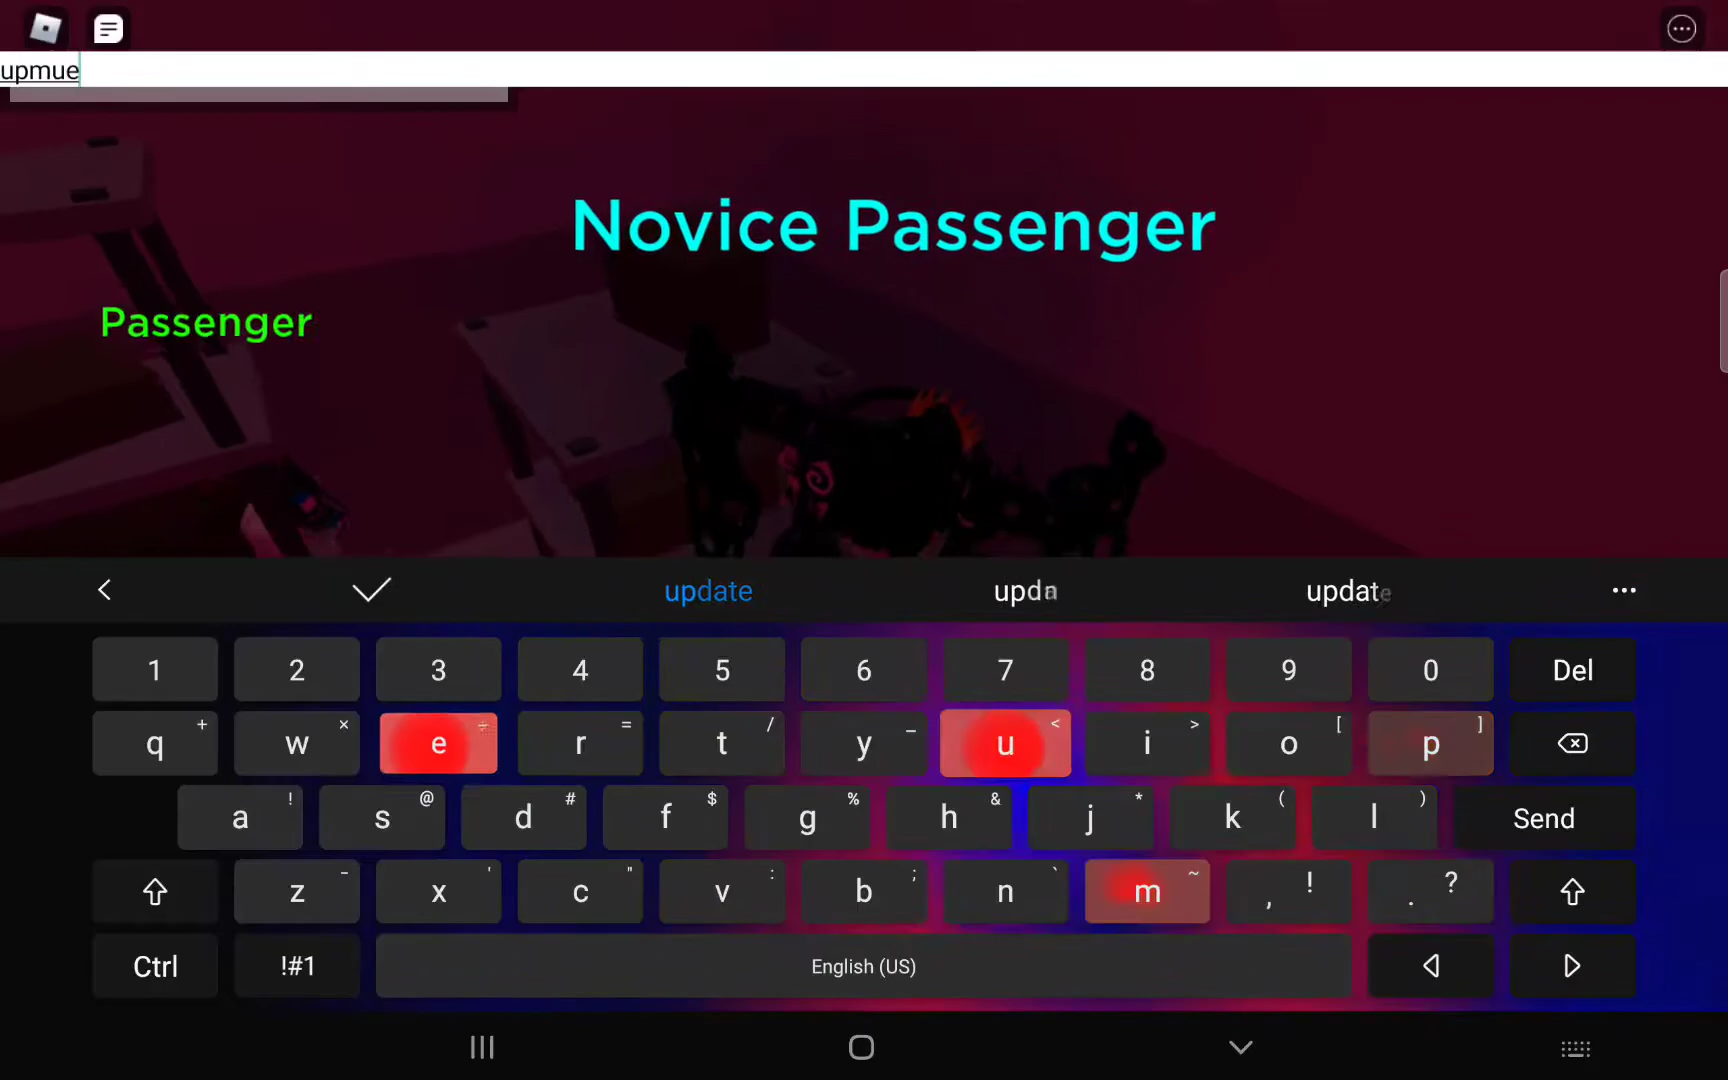 upmue
Novice Passenger
Passenger
update upda update
1 2 3 4 5 6 7 8 9 0 Del
q + w × e ÷ r = t / y _ u < i > o [ p ]
a ! s @ d # f $ g % h & j * k ( l ) Send
z - x ' c " v : b ; n ` m ~ , ! . ?
Ctrl !#1 English (US)